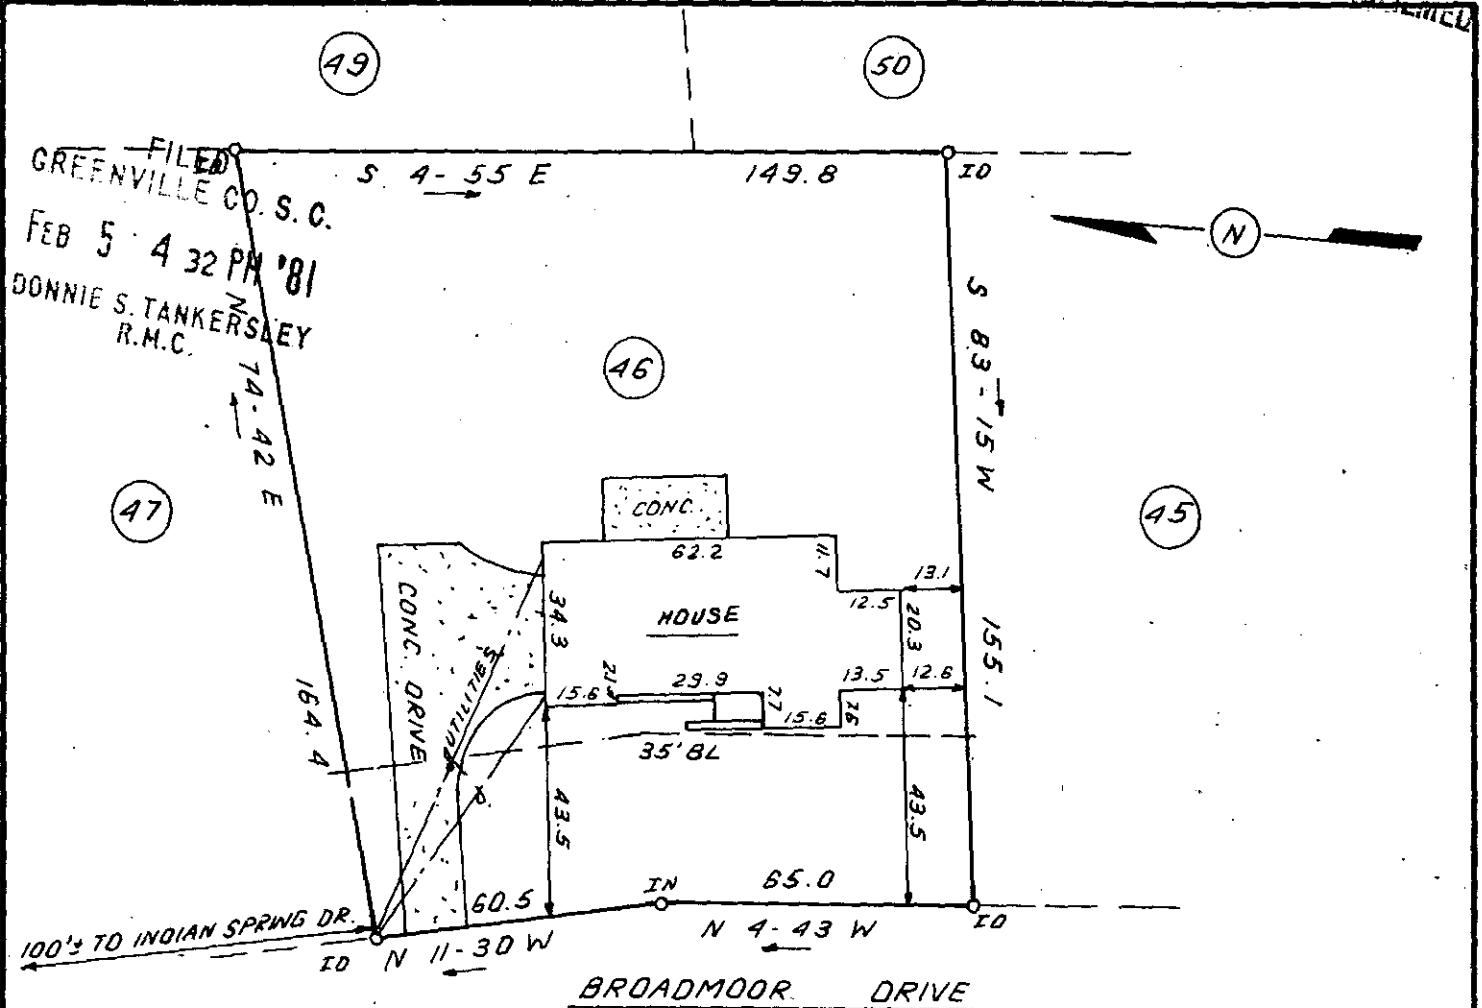 49
50
FILED
GREENVILLE CO. S. C.
FEB 5 4 32 PM '81
DONNIE S. TANKERSLEY
R.M.C.
S 4-55 E
149.8
IO
N
S 83-15 W
155.1
N 74-42 E
164.4
46
47
45
CONC.
62.2
11.7
13.1
12.5
20.3
HOUSE
34.3
CONC. DRIVE
UTILITIES
15.6
29.9
7.7
15.6
13.5
12.6
35' BL
43.5
43.5
60.5
IN
65.0
100'± TO INDIAN SPRING DR.
IO
N 11-30 W
N 4-43 W
IO
BROADMOOR DRIVE